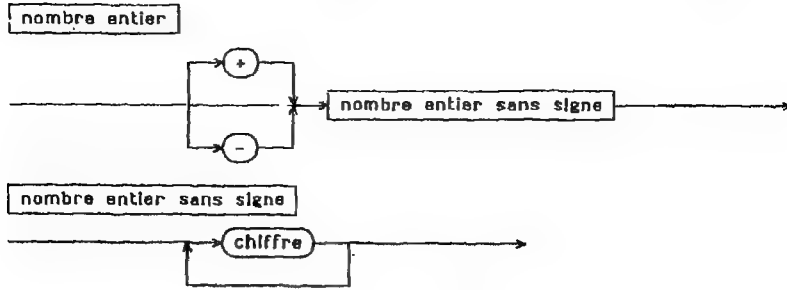 nombre entier
+
nombre entier sans signe
-
nombre entier sans signe
chiffre